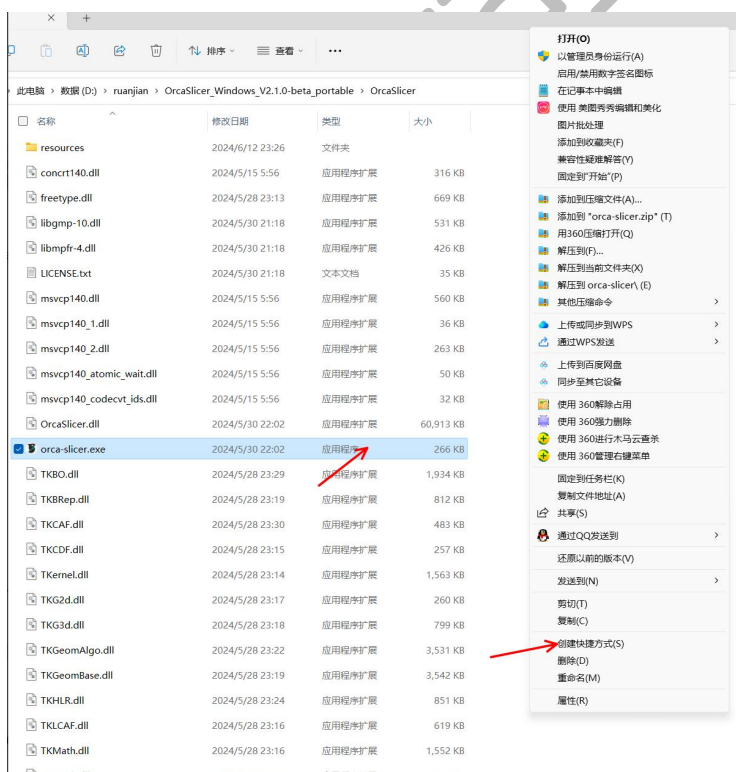 排序
查看
此电脑 › 数据 (D:) › ruanjian › OrcaSlicer_Windows_V2.1.0-beta_portable › OrcaSlicer
名称 修改日期 类型 大小
resources 2024/6/12 23:26 文件夹
concrt140.dll 2024/5/15 5:56 应用程序扩展 316 KB
freetype.dll 2024/5/28 23:13 应用程序扩展 669 KB
libgmp-10.dll 2024/5/30 21:18 应用程序扩展 531 KB
libmpfr-4.dll 2024/5/30 21:18 应用程序扩展 426 KB
LICENSE.txt 2024/5/30 21:18 文本文档 35 KB
msvcp140.dll 2024/5/15 5:56 应用程序扩展 560 KB
msvcp140_1.dll 2024/5/15 5:56 应用程序扩展 36 KB
msvcp140_2.dll 2024/5/15 5:56 应用程序扩展 263 KB
msvcp140_atomic_wait.dll 2024/5/15 5:56 应用程序扩展 50 KB
msvcp140_codecvt_ids.dll 2024/5/15 5:56 应用程序扩展 32 KB
OrcaSlicer.dll 2024/5/30 22:02 应用程序扩展 60,913 KB
orca-slicer.exe 2024/5/30 22:02 应用程序 266 KB
TKBO.dll 2024/5/28 23:29 应用程序扩展 1,934 KB
TKBRep.dll 2024/5/28 23:19 应用程序扩展 812 KB
TKCAF.dll 2024/5/28 23:30 应用程序扩展 483 KB
TKCDF.dll 2024/5/28 23:15 应用程序扩展 257 KB
TKernel.dll 2024/5/28 23:14 应用程序扩展 1,563 KB
TKG2d.dll 2024/5/28 23:17 应用程序扩展 260 KB
TKG3d.dll 2024/5/28 23:18 应用程序扩展 799 KB
TKGeomAlgo.dll 2024/5/28 23:22 应用程序扩展 3,531 KB
TKGeomBase.dll 2024/5/28 23:19 应用程序扩展 3,542 KB
TKHLR.dll 2024/5/28 23:24 应用程序扩展 851 KB
TKLCAF.dll 2024/5/28 23:16 应用程序扩展 619 KB
TKMath.dll 2024/5/28 23:16 应用程序扩展 1,552 KB
打开(O)
以管理员身份运行(A)
启用/禁用数字签名图标
在记事本中编辑
使用 美图秀秀编辑和美化
图片批处理
添加到收藏夹(F)
兼容性疑难解答(Y)
固定到"开始"(P)
添加到压缩文件(A)...
添加到 "orca-slicer.zip" (T)
用360压缩打开(Q)
解压到(F)...
解压到当前文件夹(X)
解压到 orca-slicer\ (E)
其他压缩命令
上传或同步到WPS
通过WPS发送
上传到百度网盘
同步至其它设备
使用 360解除占用
使用 360强力删除
使用 360进行木马云查杀
使用 360管理右键菜单
固定到任务栏(K)
复制文件地址(A)
共享(S)
通过QQ发送到
还原以前的版本(V)
发送到(N)
剪切(T)
复制(C)
创建快捷方式(S)
删除(D)
重命名(M)
属性(R)